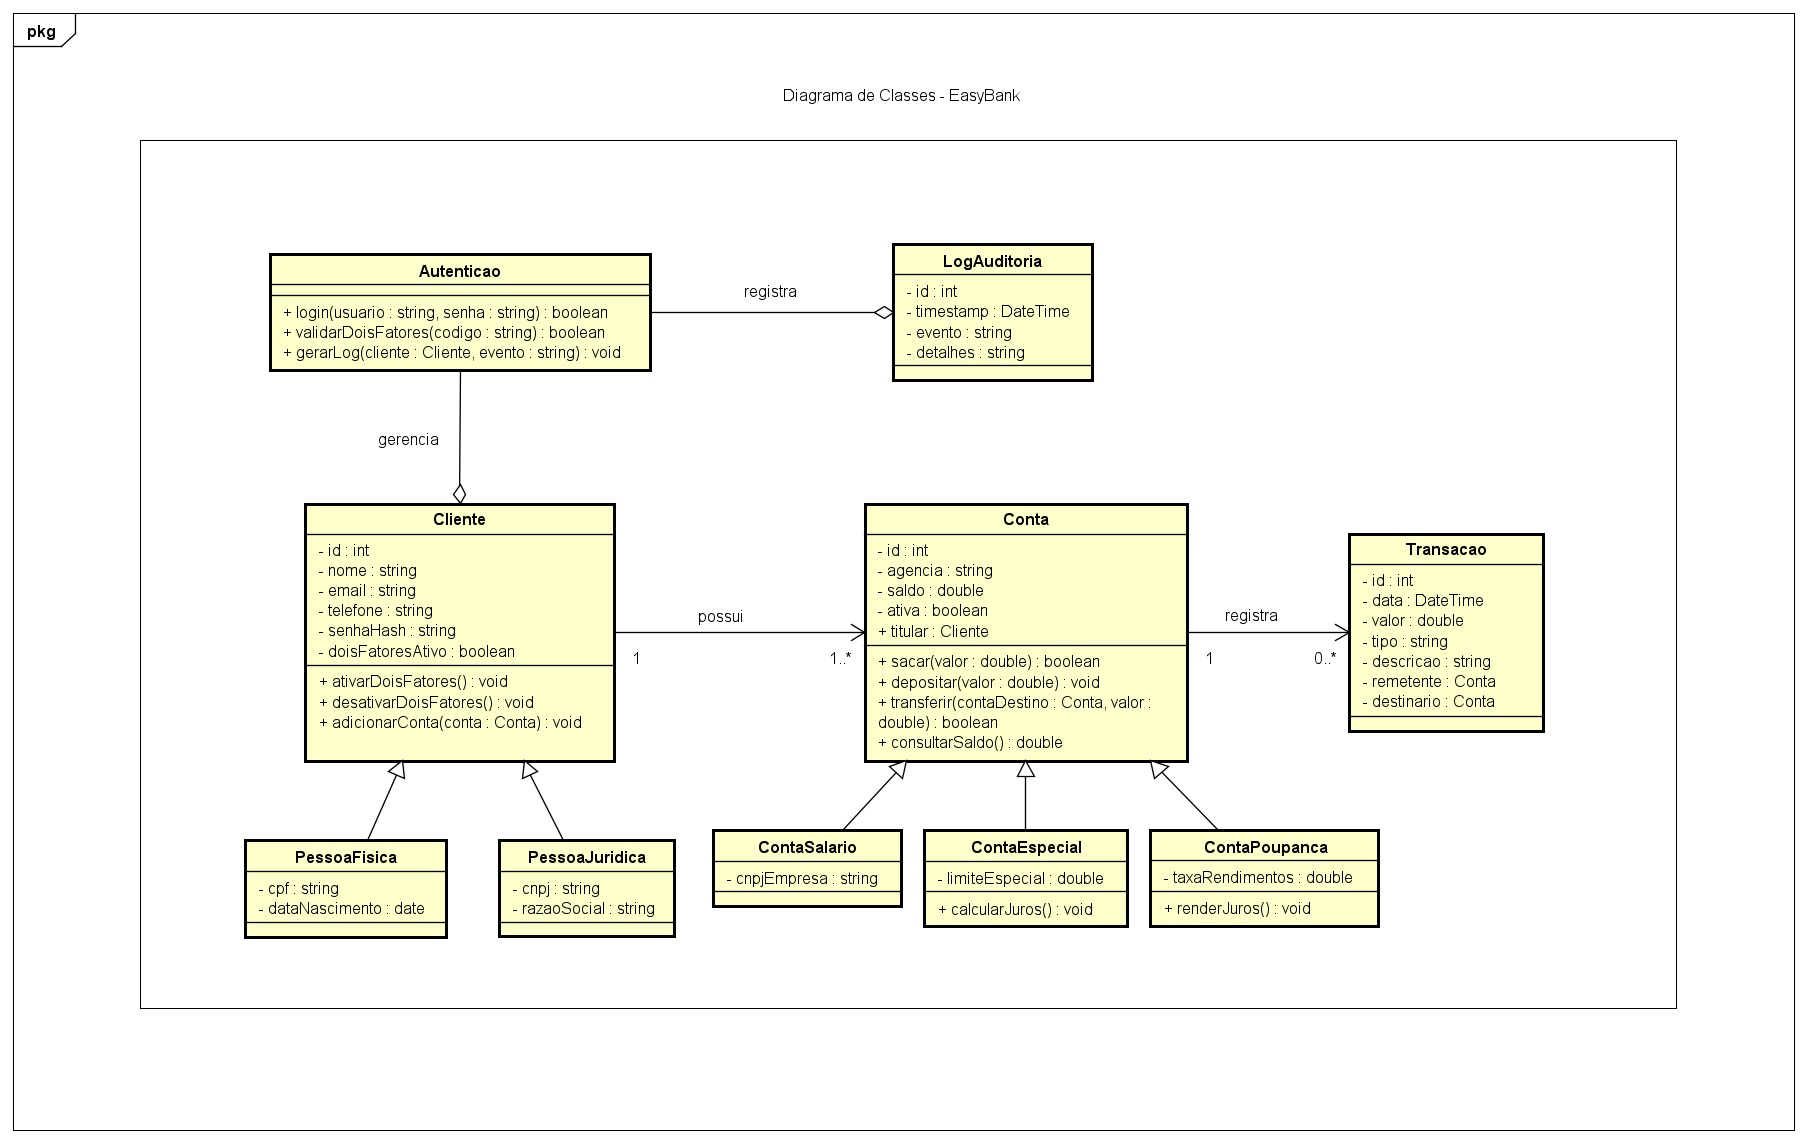 pkg
Diagrama de Classes - EasyBank
Autenticao
+ login(usuario : string, senha : string) : boolean
+ validarDoisFatores(codigo : string) : boolean
+ gerarLog(cliente : Cliente, evento : string) : void
registra
LogAuditoria
- id : int
- timestamp : DateTime
- evento : string
- detalhes : string
gerencia
Cliente
- id : int
- nome : string
- email : string
- telefone : string
- senhaHash : string
- doisFatoresAtivo : boolean
+ ativarDoisFatores() : void
+ desativarDoisFatores() : void
+ adicionarConta(conta : Conta) : void
possui
1
1..*
Conta
- id : int
- agencia : string
- saldo : double
- ativa : boolean
+ titular : Cliente
+ sacar(valor : double) : boolean
+ depositar(valor : double) : void
+ transferir(contaDestino : Conta, valor :
double) : boolean
+ consultarSaldo() : double
registra
1
0..*
Transacao
- id : int
- data : DateTime
- valor : double
- tipo : string
- descricao : string
- remetente : Conta
- destinario : Conta
PessoaFisica
- cpf : string
- dataNascimento : date
PessoaJuridica
- cnpj : string
- razaoSocial : string
ContaSalario
- cnpjEmpresa : string
ContaEspecial
- limiteEspecial : double
+ calcularJuros() : void
ContaPoupanca
- taxaRendimentos : double
+ renderJuros() : void